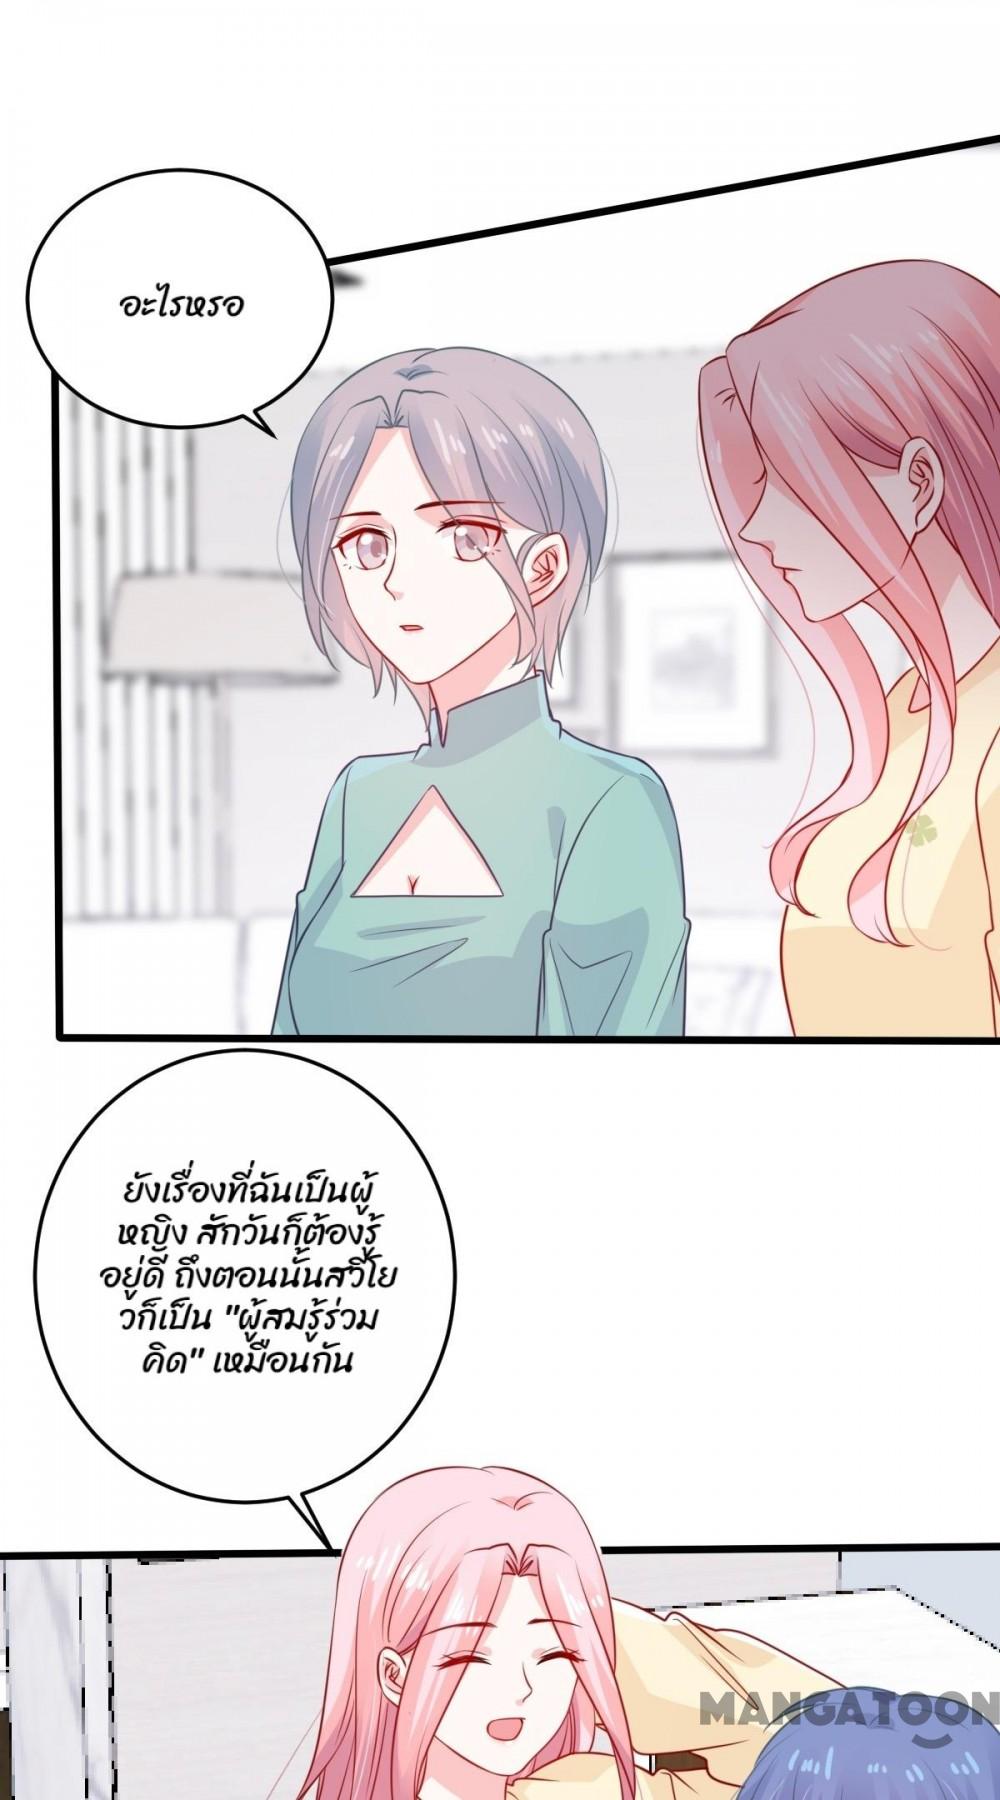 อะไรหรอ
ยังเรื่องที่ฉันเป็นผู้
หญิง สักวันก็ต้องรู้
อยู่ดี ถึงตอนนั้นสวีโย
วก็เป็น "ผู้สมรู้ร่วม
คิด" เหมือนกัน
MANGATOON